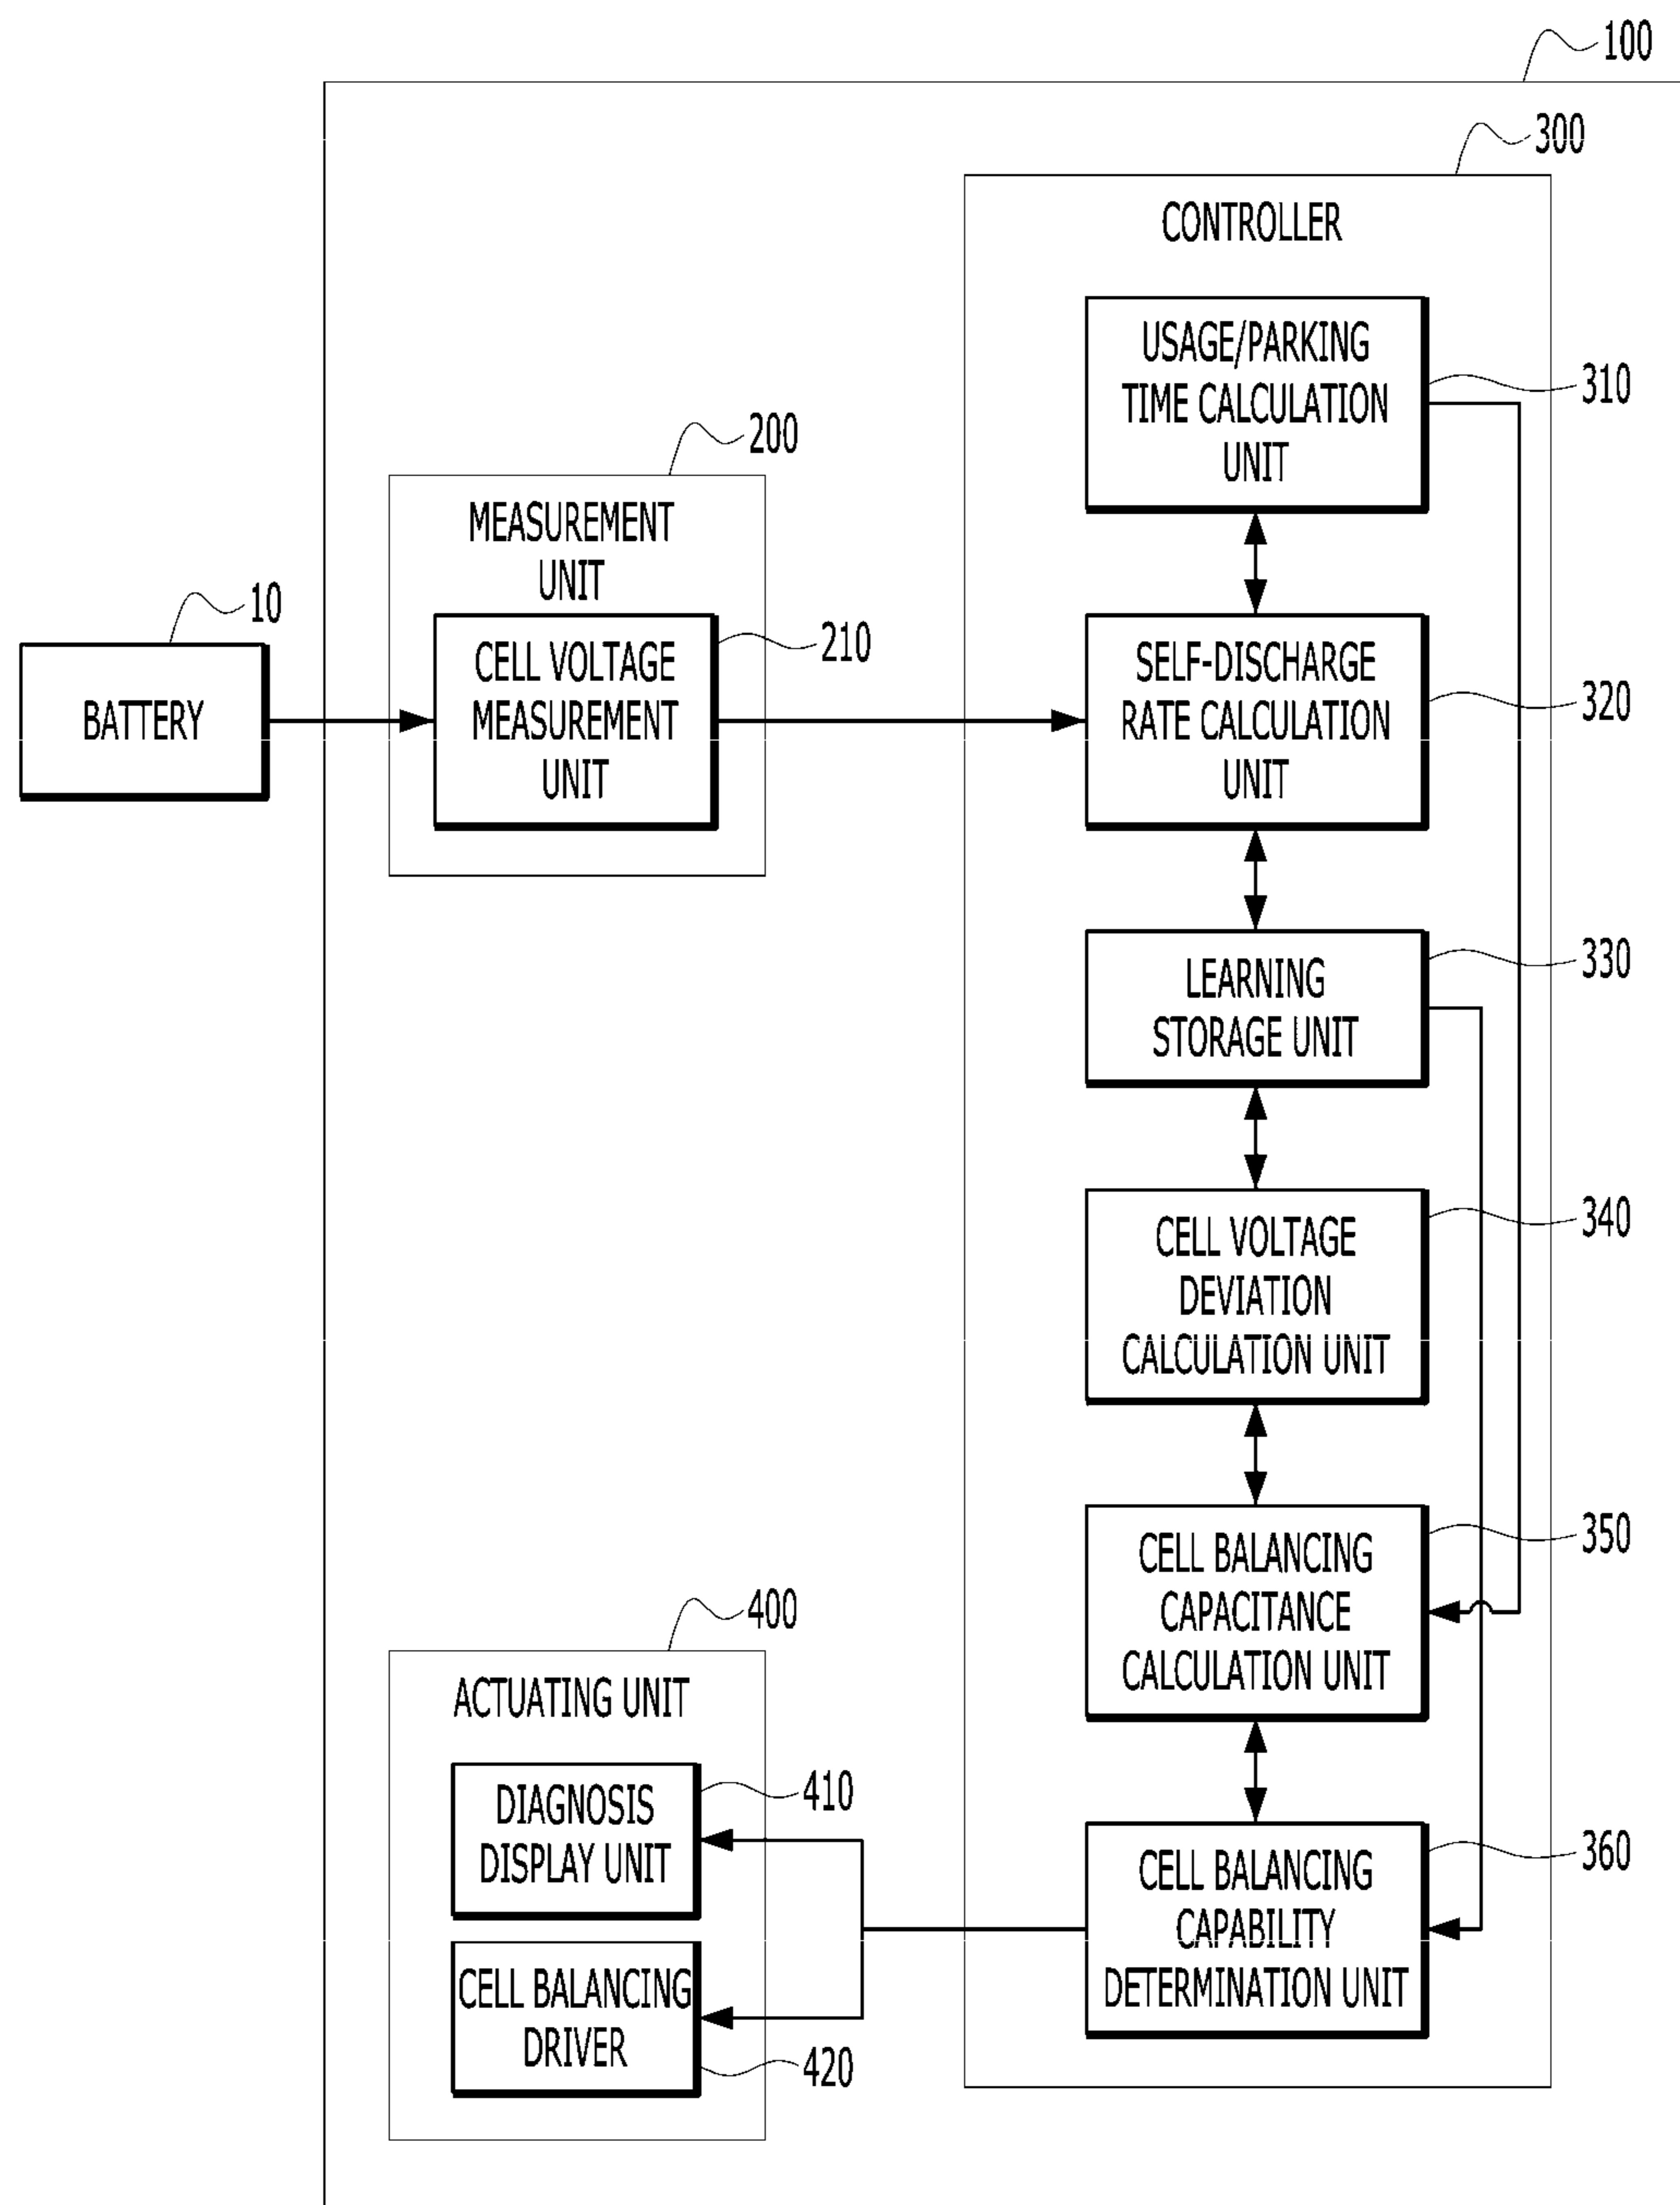 100
300
CONTROLLER
USAGE/PARKING
TIME CALCULATION
UNIT
310
200
MEASUREMENT
UNIT
10
BATTERY
CELL VOLTAGE
MEASUREMENT
UNIT
210
SELF-DISCHARGE
RATE CALCULATION
UNIT
320
LEARNING
STORAGE UNIT
330
CELL VOLTAGE
DEVIATION
CALCULATION UNIT
340
CELL BALANCING
CAPACITANCE
CALCULATION UNIT
350
400
ACTUATING UNIT
DIAGNOSIS
DISPLAY UNIT
410
CELL BALANCING
DRIVER
420
CELL BALANCING
CAPABILITY
DETERMINATION UNIT
360